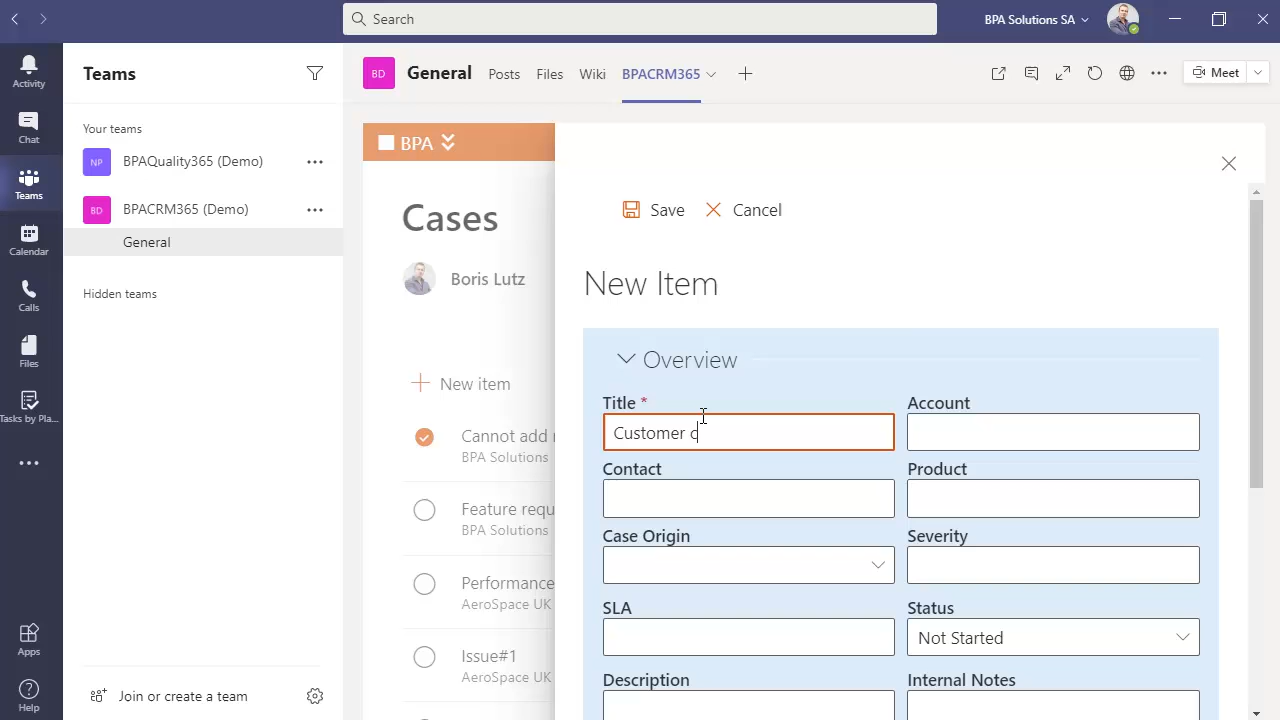 Search
BPA Solutions SA
Activity
Chat
Teams
Calendar
Calls
Files
Tasks by Pla...
Apps
Help
Teams
Your teams
NP BPAQuality365 (Demo)
BD BPACRM365 (Demo)
General
Hidden teams
Join or create a team
BD General Posts Files Wiki BPACRM365
Meet
BPA
Cases
Boris Lutz
New item
Cannot add
BPA Solutions
Feature requ
BPA Solutions
Performance
AeroSpace UK
Issue#1
AeroSpace UK
Save Cancel
New Item
Overview
Title * Account
Customer c
Contact Product
Case Origin Severity
SLA Status
Not Started
Description Internal Notes